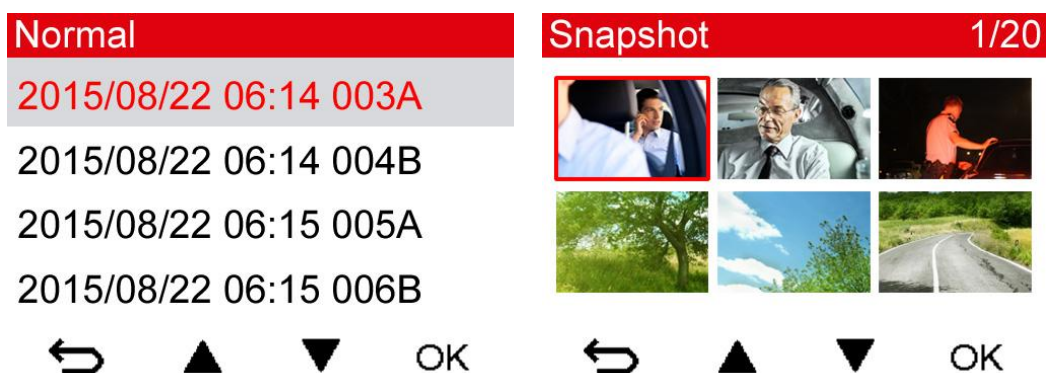 Normal
2015/08/22 06:14 003A
2015/08/22 06:14 004B
2015/08/22 06:15 005A
2015/08/22 06:15 006B
OK
Snapshot 1/20
OK